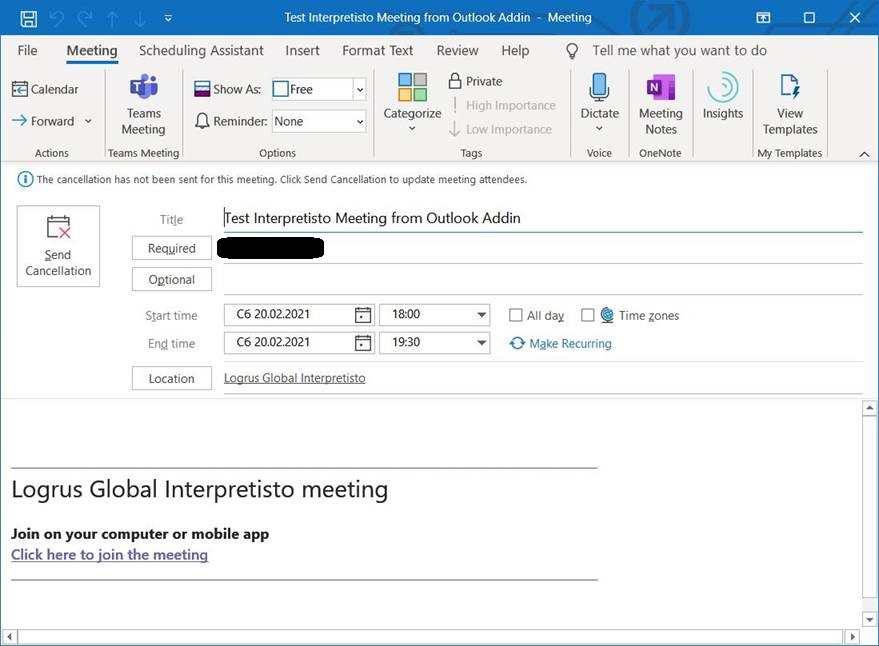 Test Interpretisto Meeting from Outlook Addin - Meeting
File Meeting Scheduling Assistant Insert Format Text Review Help Tell me what you want to do
Calendar
Forward
Actions
Teams
Meeting
Teams Meeting
Show As: Free
Reminder: None
Options
Categorize
Private
High Importance
Low Importance
Tags
Dictate
Voice
N
Meeting
Notes
OneNote
Insights
View
Templates
My Templates
The cancellation has not been sent for this meeting. Click Send Cancellation to update meeting attendees.
Send
Cancellation
Title Test Interpretisto Meeting from Outlook Addin
Required
Optional
Start time Сб 20.02.2021 18:00 All day Time zones
End time Сб 20.02.2021 19:30 Make Recurring
Location Logrus Global Interpretisto
Logrus Global Interpretisto meeting
Join on your computer or mobile app
Click here to join the meeting